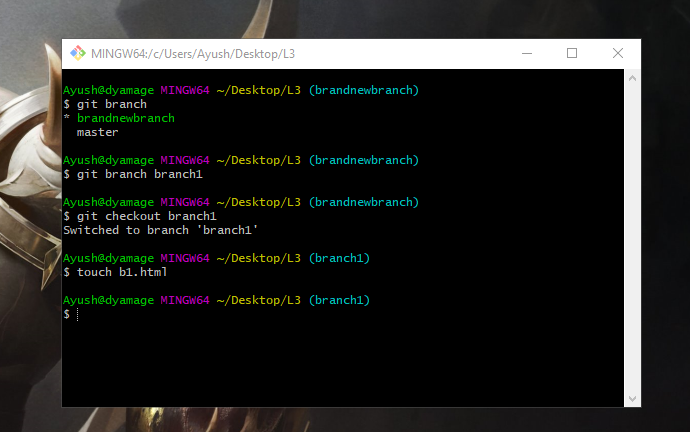 MINGW64:/c/Users/Ayush/Desktop/L3
Ayush@dyamage MINGW64 ~/Desktop/L3 (brandnewbranch)
$ git branch
* brandnewbranch
  master
Ayush@dyamage MINGW64 ~/Desktop/L3 (brandnewbranch)
$ git branch branch1
Ayush@dyamage MINGW64 ~/Desktop/L3 (brandnewbranch)
$ git checkout branch1
Switched to branch 'branch1'
Ayush@dyamage MINGW64 ~/Desktop/L3 (branch1)
$ touch b1.html
Ayush@dyamage MINGW64 ~/Desktop/L3 (branch1)
$